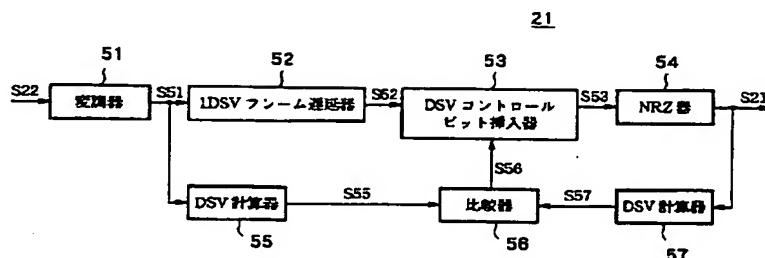 21
51
52
53
54
S22
変調器
S51
1DSV フレーム遅延器
S52
DSV コントロール
ビット挿入器
S53
NRZ 器
S21
S56
DSV 計算器
S55
比較器
S57
DSV 計算器
55
56
57